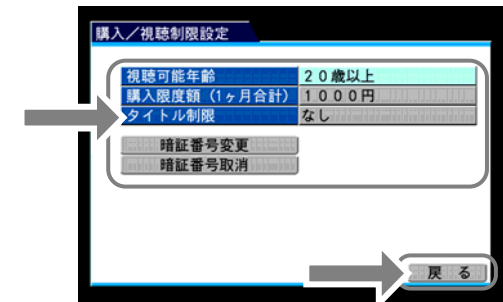 購入／視聴制限設定
視聴可能年齢 ２０歳以上
購入限度額（1ヶ月合計） １０００円
タイトル制限 なし
暗証番号変更
暗証番号取消
戻る